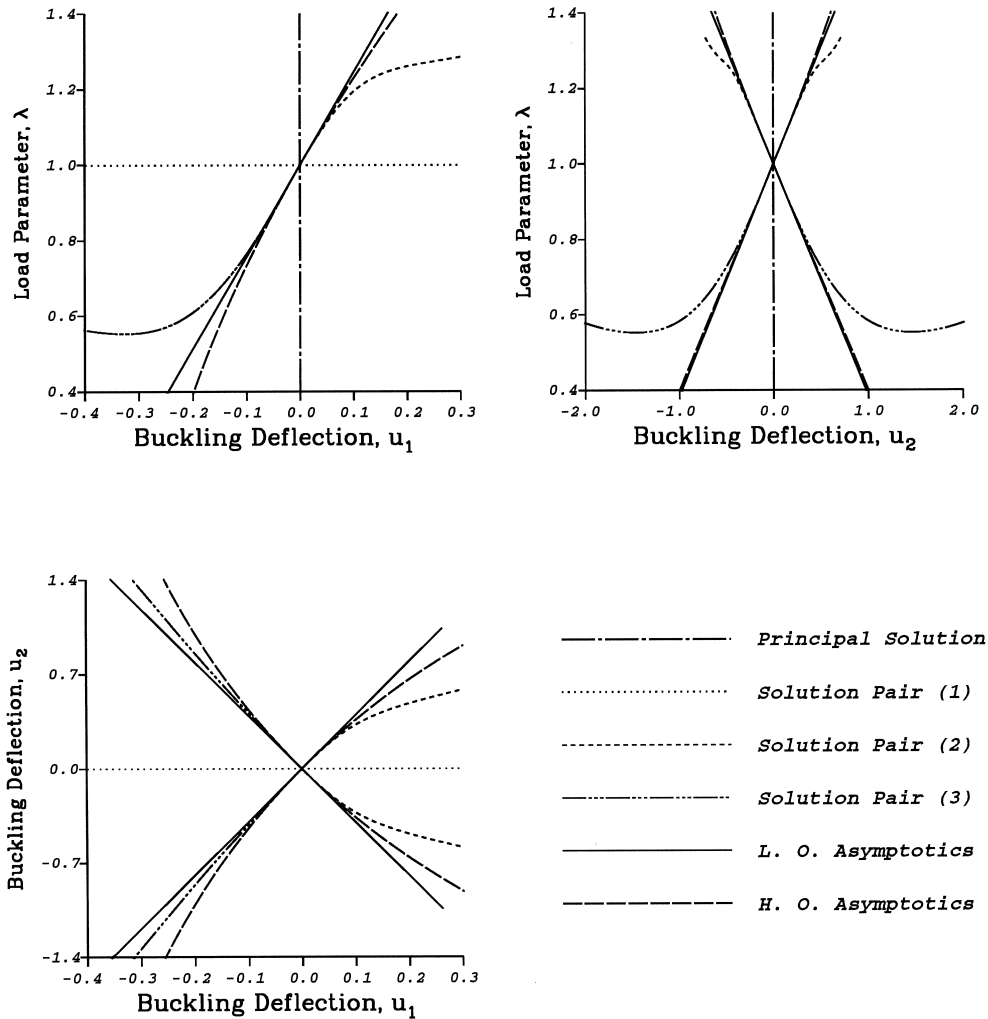 1.4
1.2
1.0
0.8
0.6
0.4
Load Parameter, λ
-0.4 -0.3 -0.2 -0.1 0.0 0.1 0.2 0.3
Buckling Deflection, u1
1.4
1.2
1.0
0.8
0.6
0.4
Load Parameter, λ
-2.0 -1.0 0.0 1.0 2.0
Buckling Deflection, u2
1.4
0.7
0.0
-0.7
-1.4
Buckling Deflection, u2
-0.4 -0.3 -0.2 -0.1 0.0 0.1 0.2 0.3
Buckling Deflection, u1
Principal Solution
Solution Pair (1)
Solution Pair (2)
Solution Pair (3)
L. O. Asymptotics
H. O. Asymptotics